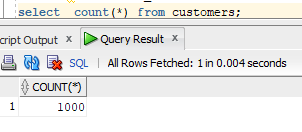 select  count(*) from customers;
cript Output × Query Result ×
SQL | All Rows Fetched: 1 in 0.004 seconds
COUNT(*)
1 1000